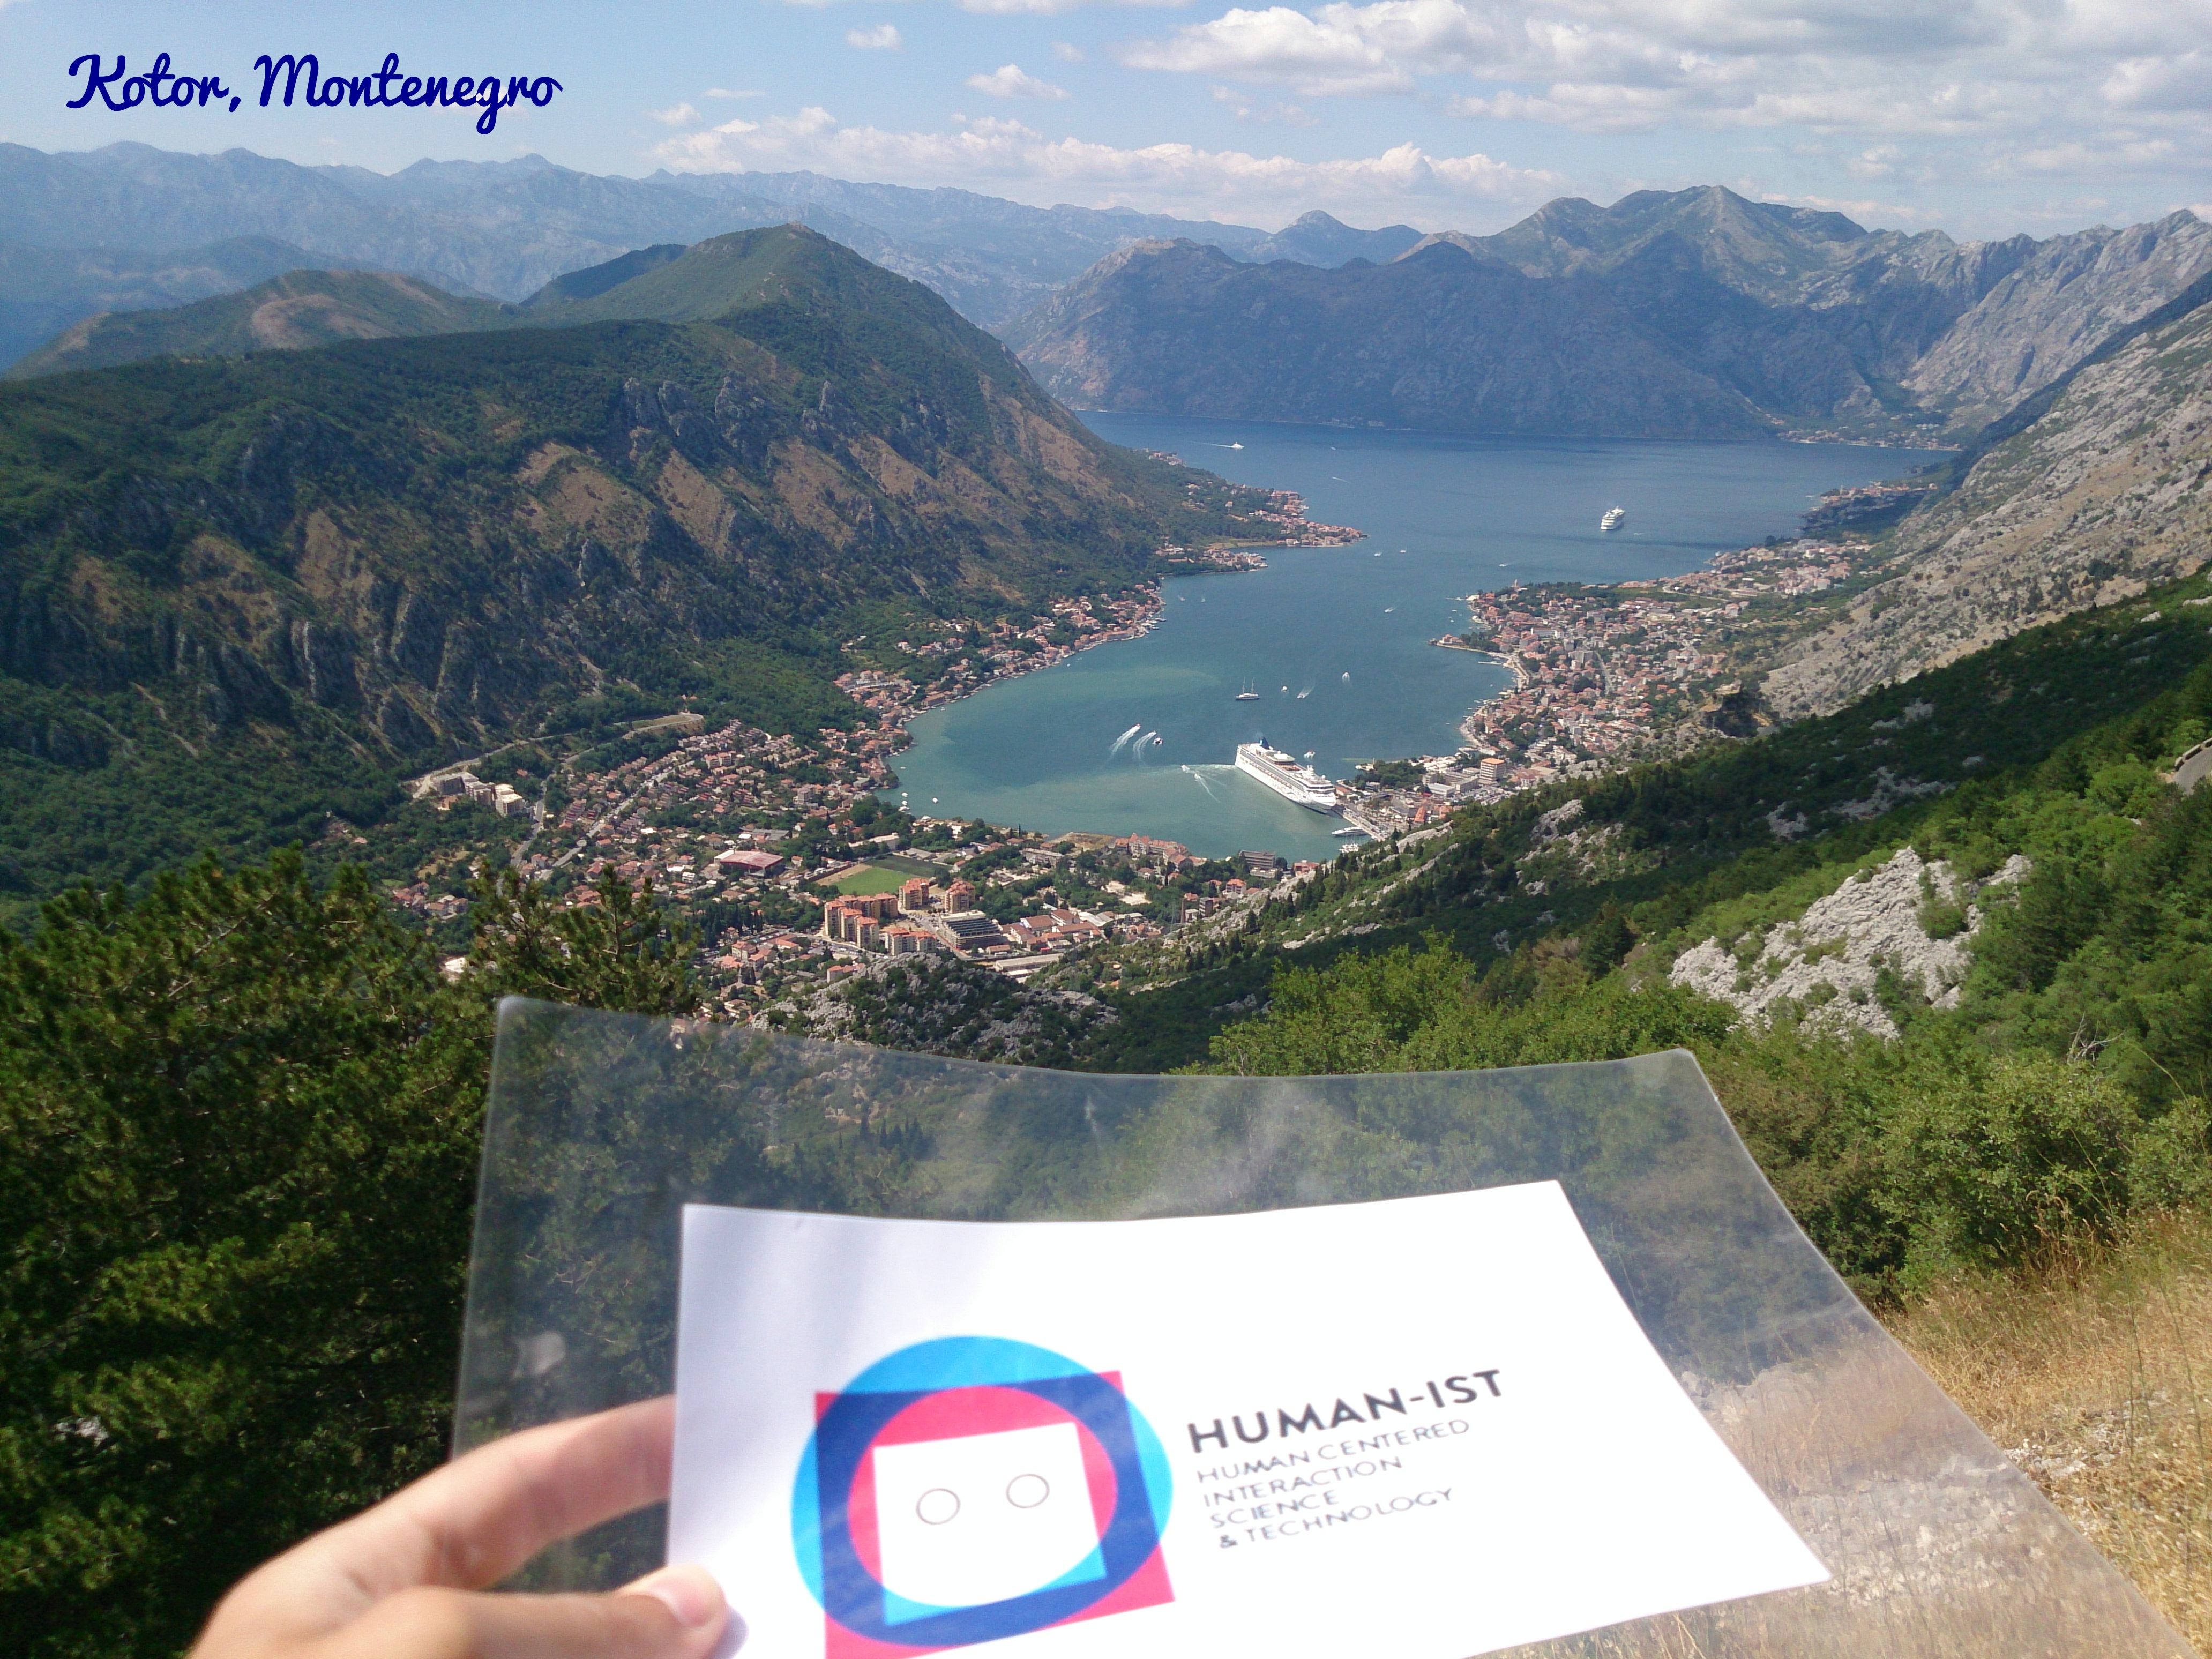 Kotor, Montenegro
HUMAN-IST
HUMAN CENTERED
INTERACTION
SCIENCE
& TECHNOLOGY